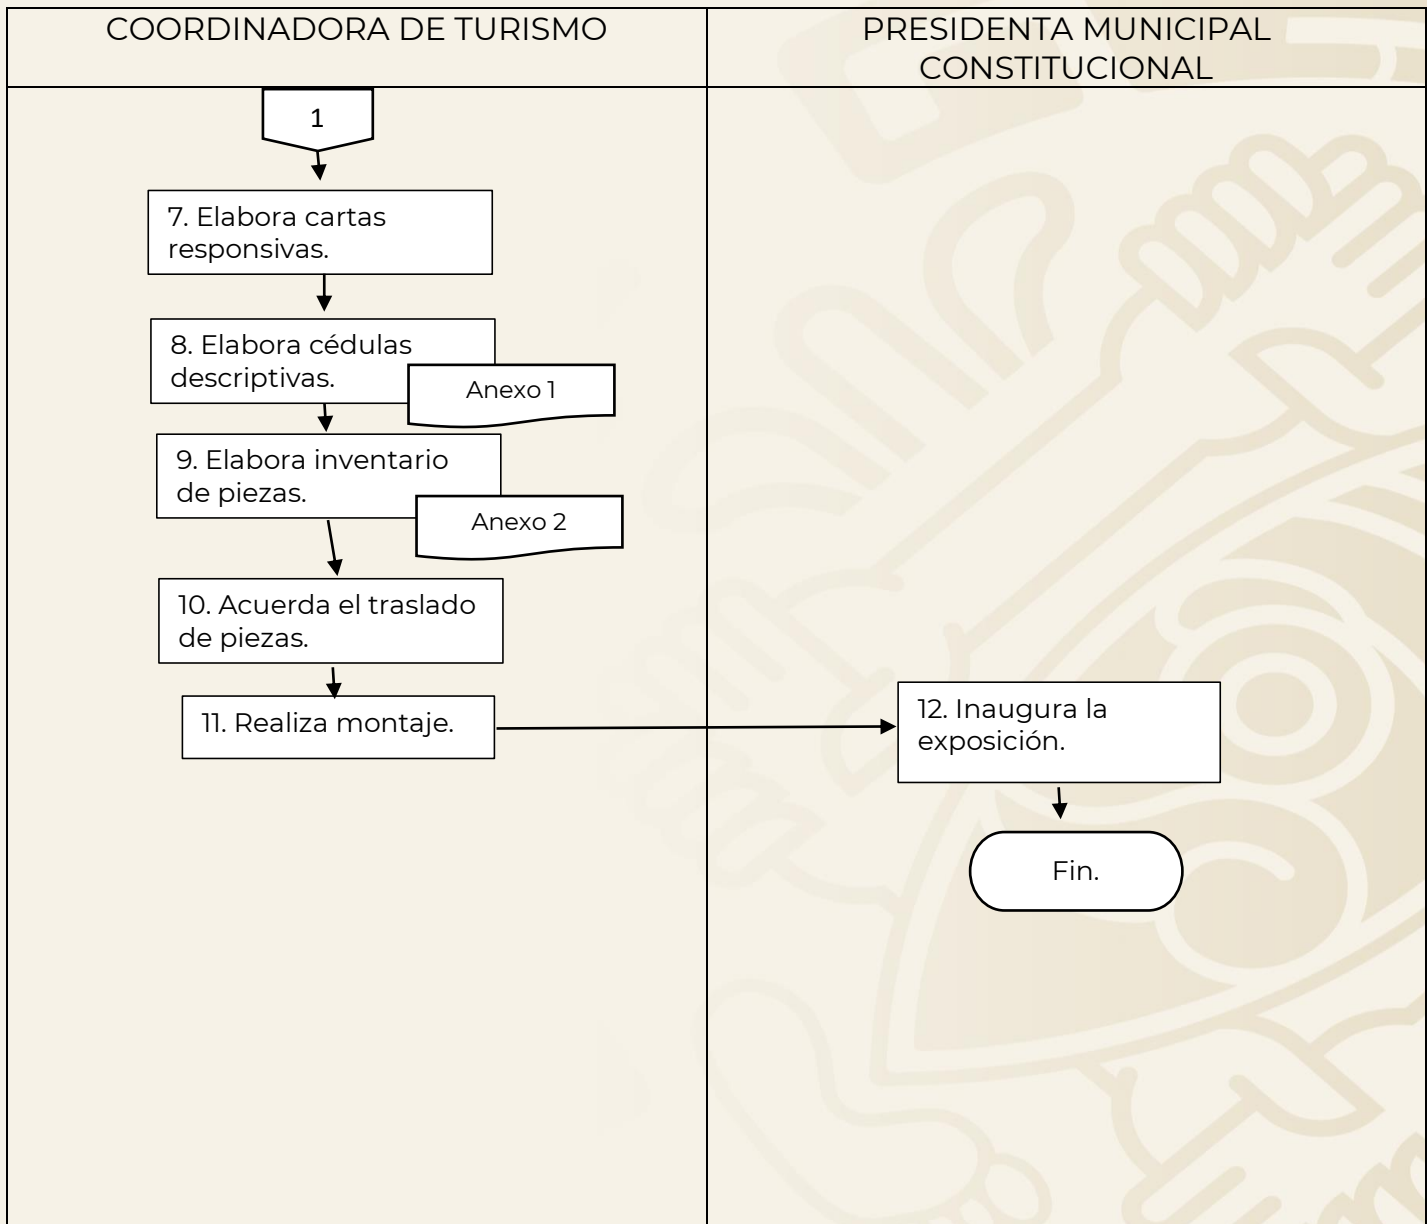 COORDINADORA DE TURISMO
PRESIDENTA MUNICIPAL
CONSTITUCIONAL
1
7. Elabora cartas
responsivas.
8. Elabora cédulas
descriptivas.
Anexo 1
9. Elabora inventario
de piezas.
Anexo 2
10. Acuerda el traslado
de piezas.
11. Realiza montaje.
12. Inaugura la
exposición.
Fin.